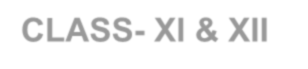 CLASS- XI & XII